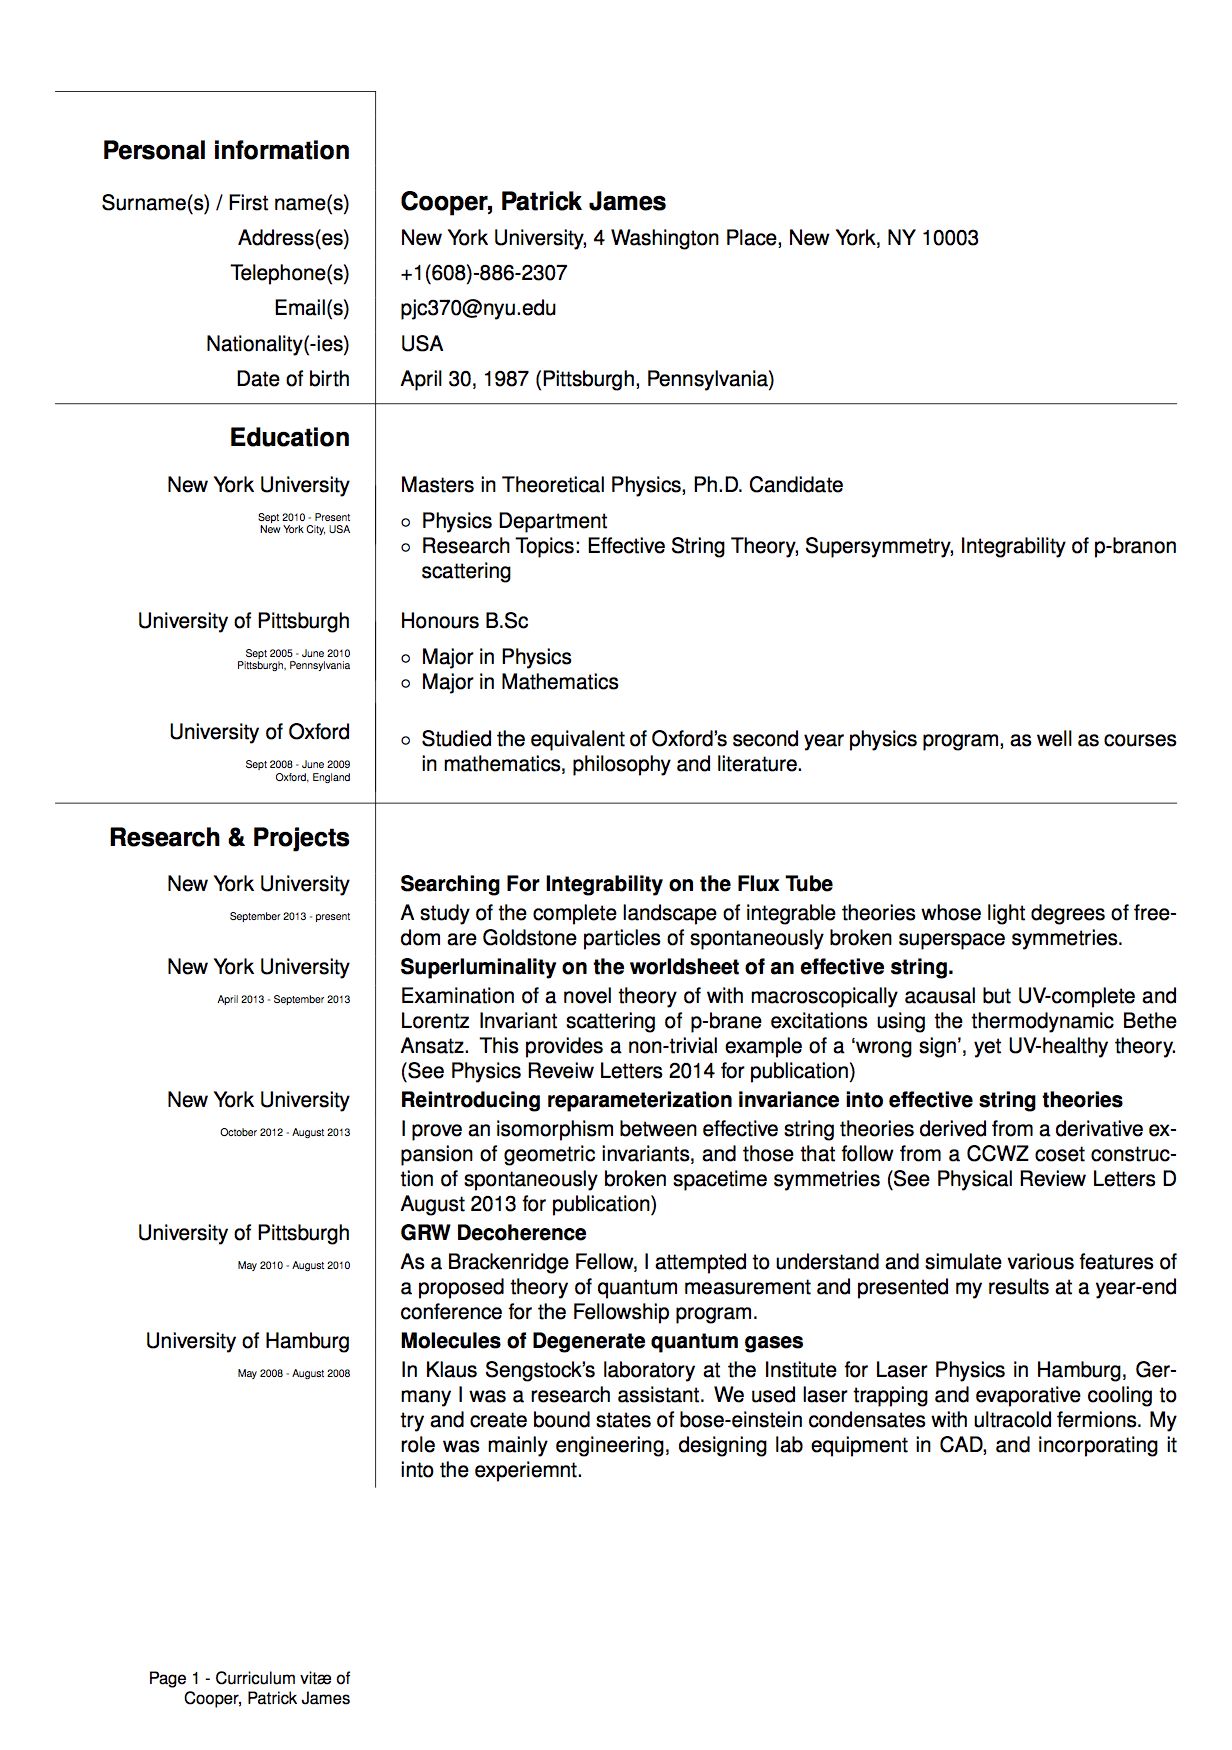 Personal information
Surname(s) / First name(s) Cooper, Patrick James
Address(es) New York University, 4 Washington Place, New York, NY 10003
Telephone(s) +1(608)-886-2307
Email(s) pjc370@nyu.edu
Nationality(-ies) USA
Date of birth April 30, 1987 (Pittsburgh, Pennsylvania)
Education
New York University Masters in Theoretical Physics, Ph.D. Candidate
Sept 2010 - Present
New York City, USA
◦ Physics Department
◦ Research Topics: Effective String Theory, Supersymmetry, Integrability of p-branon
scattering
University of Pittsburgh Honours B.Sc
Sept 2005 - June 2010
Pittsburgh, Pennsylvania
◦ Major in Physics
◦ Major in Mathematics
University of Oxford
Sept 2008 - June 2009
Oxford, England
◦ Studied the equivalent of Oxford's second year physics program, as well as courses
in mathematics, philosophy and literature.
Research & Projects
New York University Searching For Integrability on the Flux Tube
September 2013 - present
A study of the complete landscape of integrable theories whose light degrees of free-
dom are Goldstone particles of spontaneously broken superspace symmetries.
New York University Superluminality on the worldsheet of an effective string.
April 2013 - September 2013
Examination of a novel theory of with macroscopically acausal but UV-complete and
Lorentz Invariant scattering of p-brane excitations using the thermodynamic Bethe
Ansatz. This provides a non-trivial example of a ‘wrong sign’, yet UV-healthy theory.
(See Physics Reveiw Letters 2014 for publication)
New York University Reintroducing reparameterization invariance into effective string theories
October 2012 - August 2013
I prove an isomorphism between effective string theories derived from a derivative ex-
pansion of geometric invariants, and those that follow from a CCWZ coset construc-
tion of spontaneously broken spacetime symmetries (See Physical Review Letters D
August 2013 for publication)
University of Pittsburgh GRW Decoherence
May 2010 - August 2010
As a Brackenridge Fellow, I attempted to understand and simulate various features of
a proposed theory of quantum measurement and presented my results at a year-end
conference for the Fellowship program.
University of Hamburg Molecules of Degenerate quantum gases
May 2008 - August 2008
In Klaus Sengstock's laboratory at the Institute for Laser Physics in Hamburg, Ger-
many I was a research assistant. We used laser trapping and evaporative cooling to
try and create bound states of bose-einstein condensates with ultracold fermions. My
role was mainly engineering, designing lab equipment in CAD, and incorporating it
into the experiemnt.
Page 1 - Curriculum vitæ of
Cooper, Patrick James